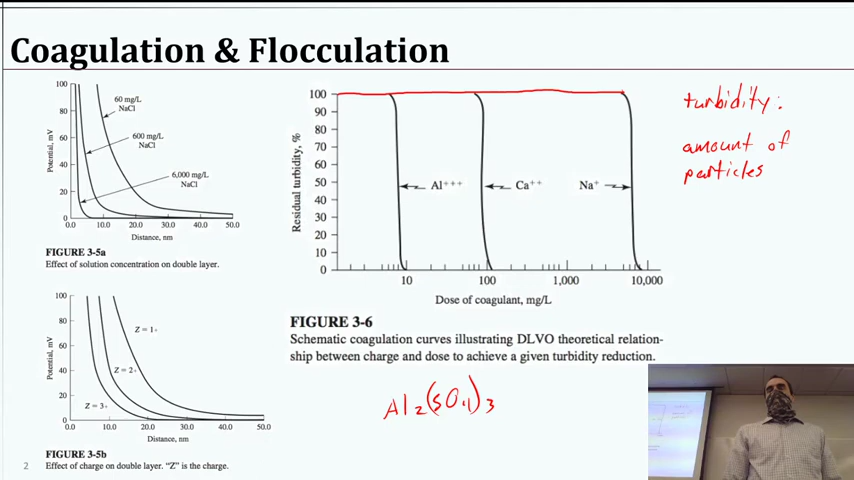 Coagulation & Flocculation
100
80
60
40
20
0
Potential, mV
60 mg/L
NaCl
600 mg/L
NaCl
6,000 mg/L
NaCl
0.0 10.0 20.0 30.0 40.0 50.0
Distance, nm
FIGURE 3-5a
Effect of solution concentration on double layer.
100
80
60
40
20
0
Potential, mV
Z = 1+
Z = 2+
Z = 3+
0.0 10.0 20.0 30.0 40.0 50.0
Distance, nm
FIGURE 3-5b
Effect of charge on double layer. “Z” is the charge.
2
100
90
80
70
60
50
40
30
20
10
0
Residual turbidity, %
Al+++
Ca++
Na+
10 100 1,000 10,000
Dose of coagulant, mg/L
FIGURE 3-6
Schematic coagulation curves illustrating DLVO theoretical relation-
ship between charge and dose to achieve a given turbidity reduction.
Al2(SO4)3
turbidity:
amount of
particles